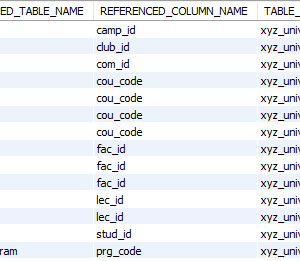 ED_TABLE_NAME REFERENCED_COLUMN_NAME TABLE_
camp_id xyz_univ
club_id xyz_univ
com_id xyz_univ
cou_code xyz_univ
cou_code xyz_univ
cou_code xyz_univ
cou_code xyz_univ
fac_id xyz_univ
fac_id xyz_univ
fac_id xyz_univ
lec_id xyz_univ
lec_id xyz_univ
stud_id xyz_univ
ram prg_code xyz_univ